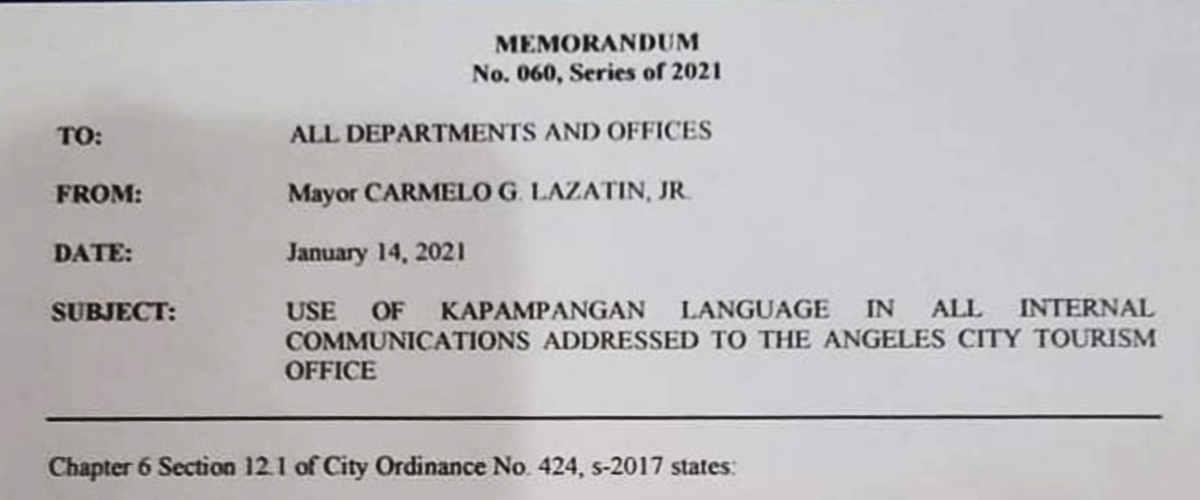 MEMORANDUM
No. 060, Series of 2021
TO: ALL DEPARTMENTS AND OFFICES
FROM: Mayor CARMELO G. LAZATIN, JR.
DATE: January 14, 2021
SUBJECT: USE OF KAPAMPANGAN LANGUAGE IN ALL INTERNAL
COMMUNICATIONS ADDRESSED TO THE ANGELES CITY TOURISM
OFFICE
Chapter 6 Section 12.1 of City Ordinance No. 424, s-2017 states: